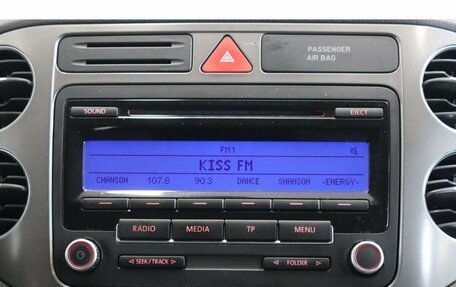 PASSENGER
AIR BAG
SOUND
EJECT
FM1
KISS FM
CHANSON 107.8 90.3 DANCE SHANSON -ENERGY-
RADIO MEDIA TP MENU
SEEK/TRACK FOLDER